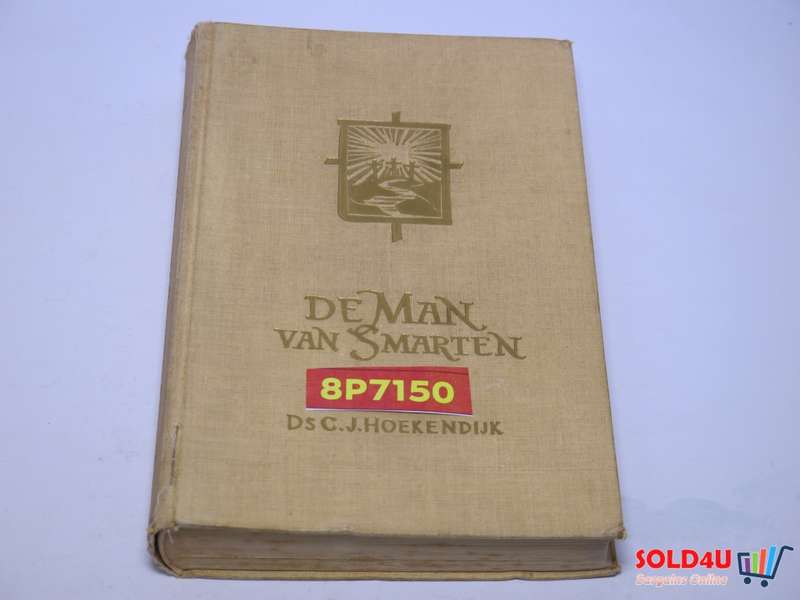 DE MAN
VAN SMARTEN
8P7150
DS C.J. HOEKENDIJK
SOLD4U
Bargains Online